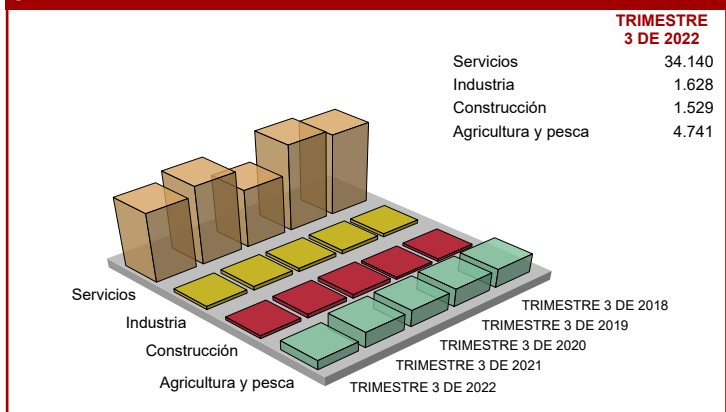 TRIMESTRE
3 DE 2022
Servicios 34.140
Industria 1.628
Construcción 1.529
Agricultura y pesca 4.741
Servicios
Industria
Construcción
Agricultura y pesca
TRIMESTRE 3 DE 2018
TRIMESTRE 3 DE 2019
TRIMESTRE 3 DE 2020
TRIMESTRE 3 DE 2021
TRIMESTRE 3 DE 2022